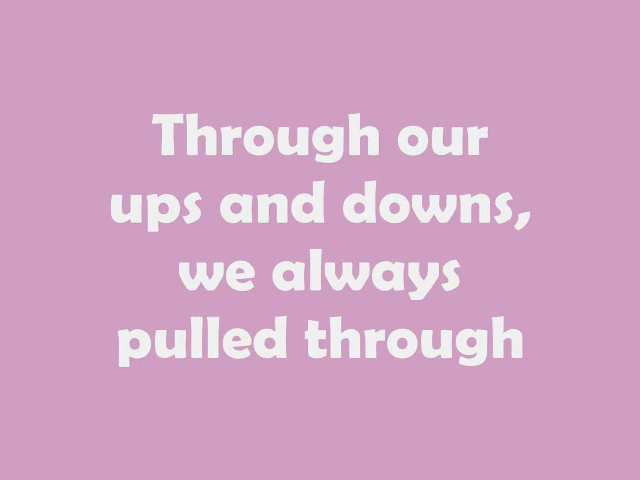 Through our
ups and downs,
we always
pulled through